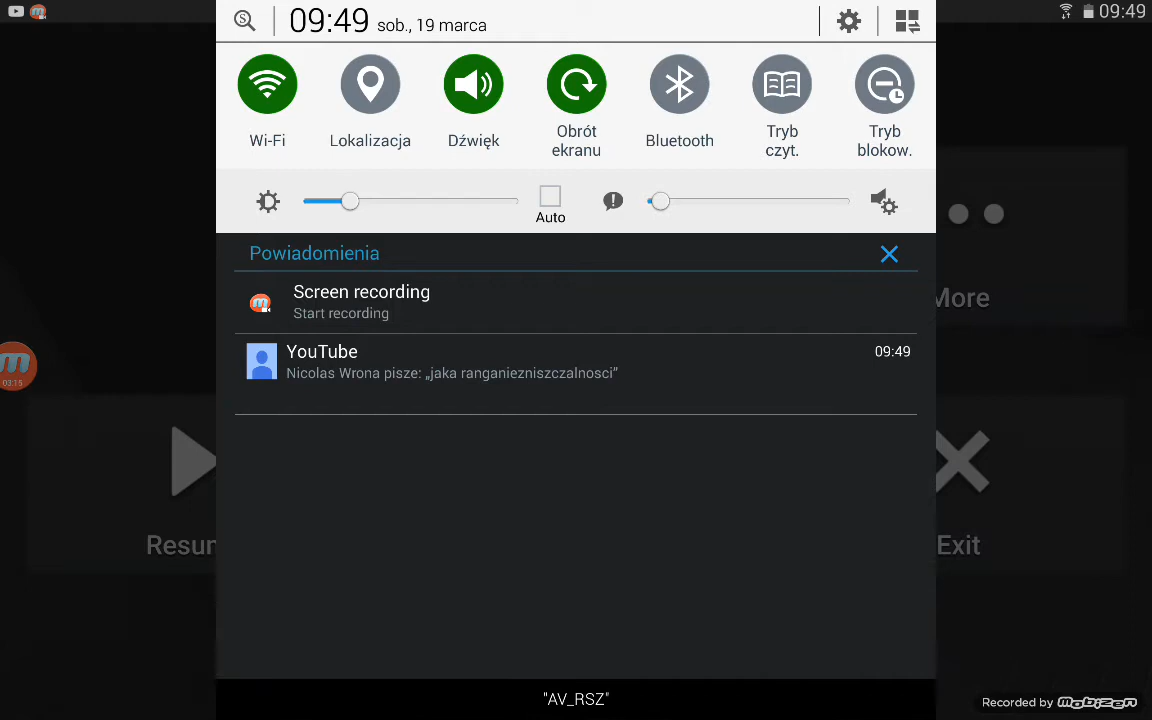 09:49 sob., 19 marca
09:49
Wi-Fi
Lokalizacja
Dźwięk
Obrót
ekranu
Bluetooth
Tryb
czyt.
Tryb
blokow.
Auto
Powiadomienia
Screen recording
Start recording
YouTube
09:49
Nicolas Wrona pisze: „jaka ranganiezniszczalnosci”
More
03:15
Resum
Exit
"AV_RSZ"
Recorded by mobizen